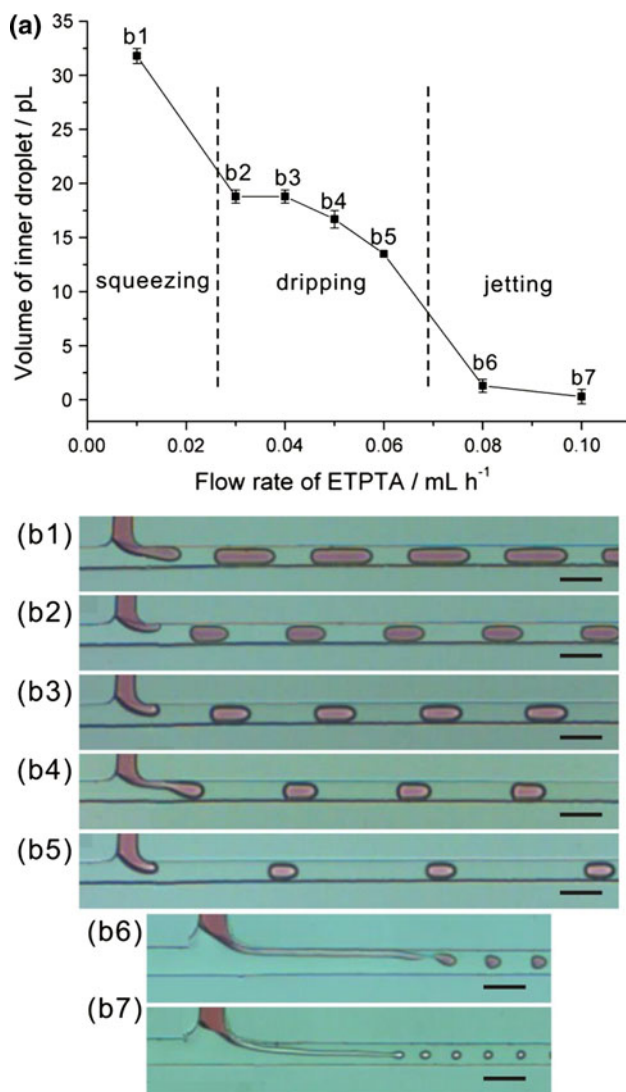 (a)
35
30
25
20
15
10
5
0
Volume of inner droplet / pL
b1
b2
b3
b4
b5
b6
b7
squeezing
dripping
jetting
0.00 0.02 0.04 0.06 0.08 0.10
Flow rate of ETPTA / mL h⁻¹
(b1)
(b2)
(b3)
(b4)
(b5)
(b6)
(b7)